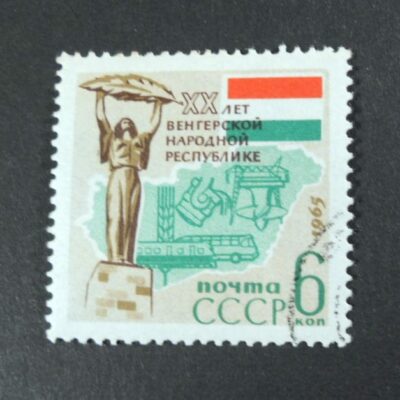 XX ЛЕТ
ВЕНГЕРСКОЙ
НАРОДНОЙ
РЕСПУБЛИКЕ
1965
почта
СССР
6
коп